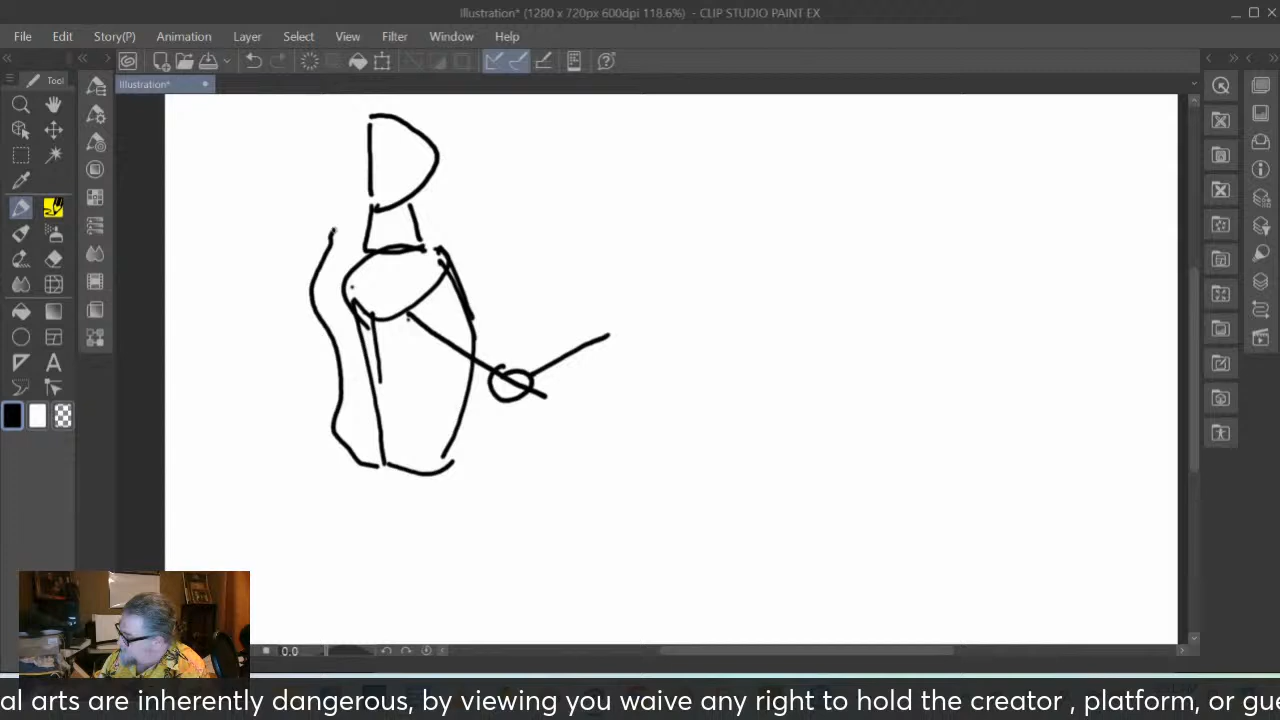 Illustration* (1280 x 720px 600dpi 118.6%) - CLIP STUDIO PAINT EX
File Edit Story(P) Animation Layer Select View Filter Window Help
Tool
Illustration*
A
0.0
al arts are inherently dangerous, by viewing you waive any right to hold the creator , platform, or gue